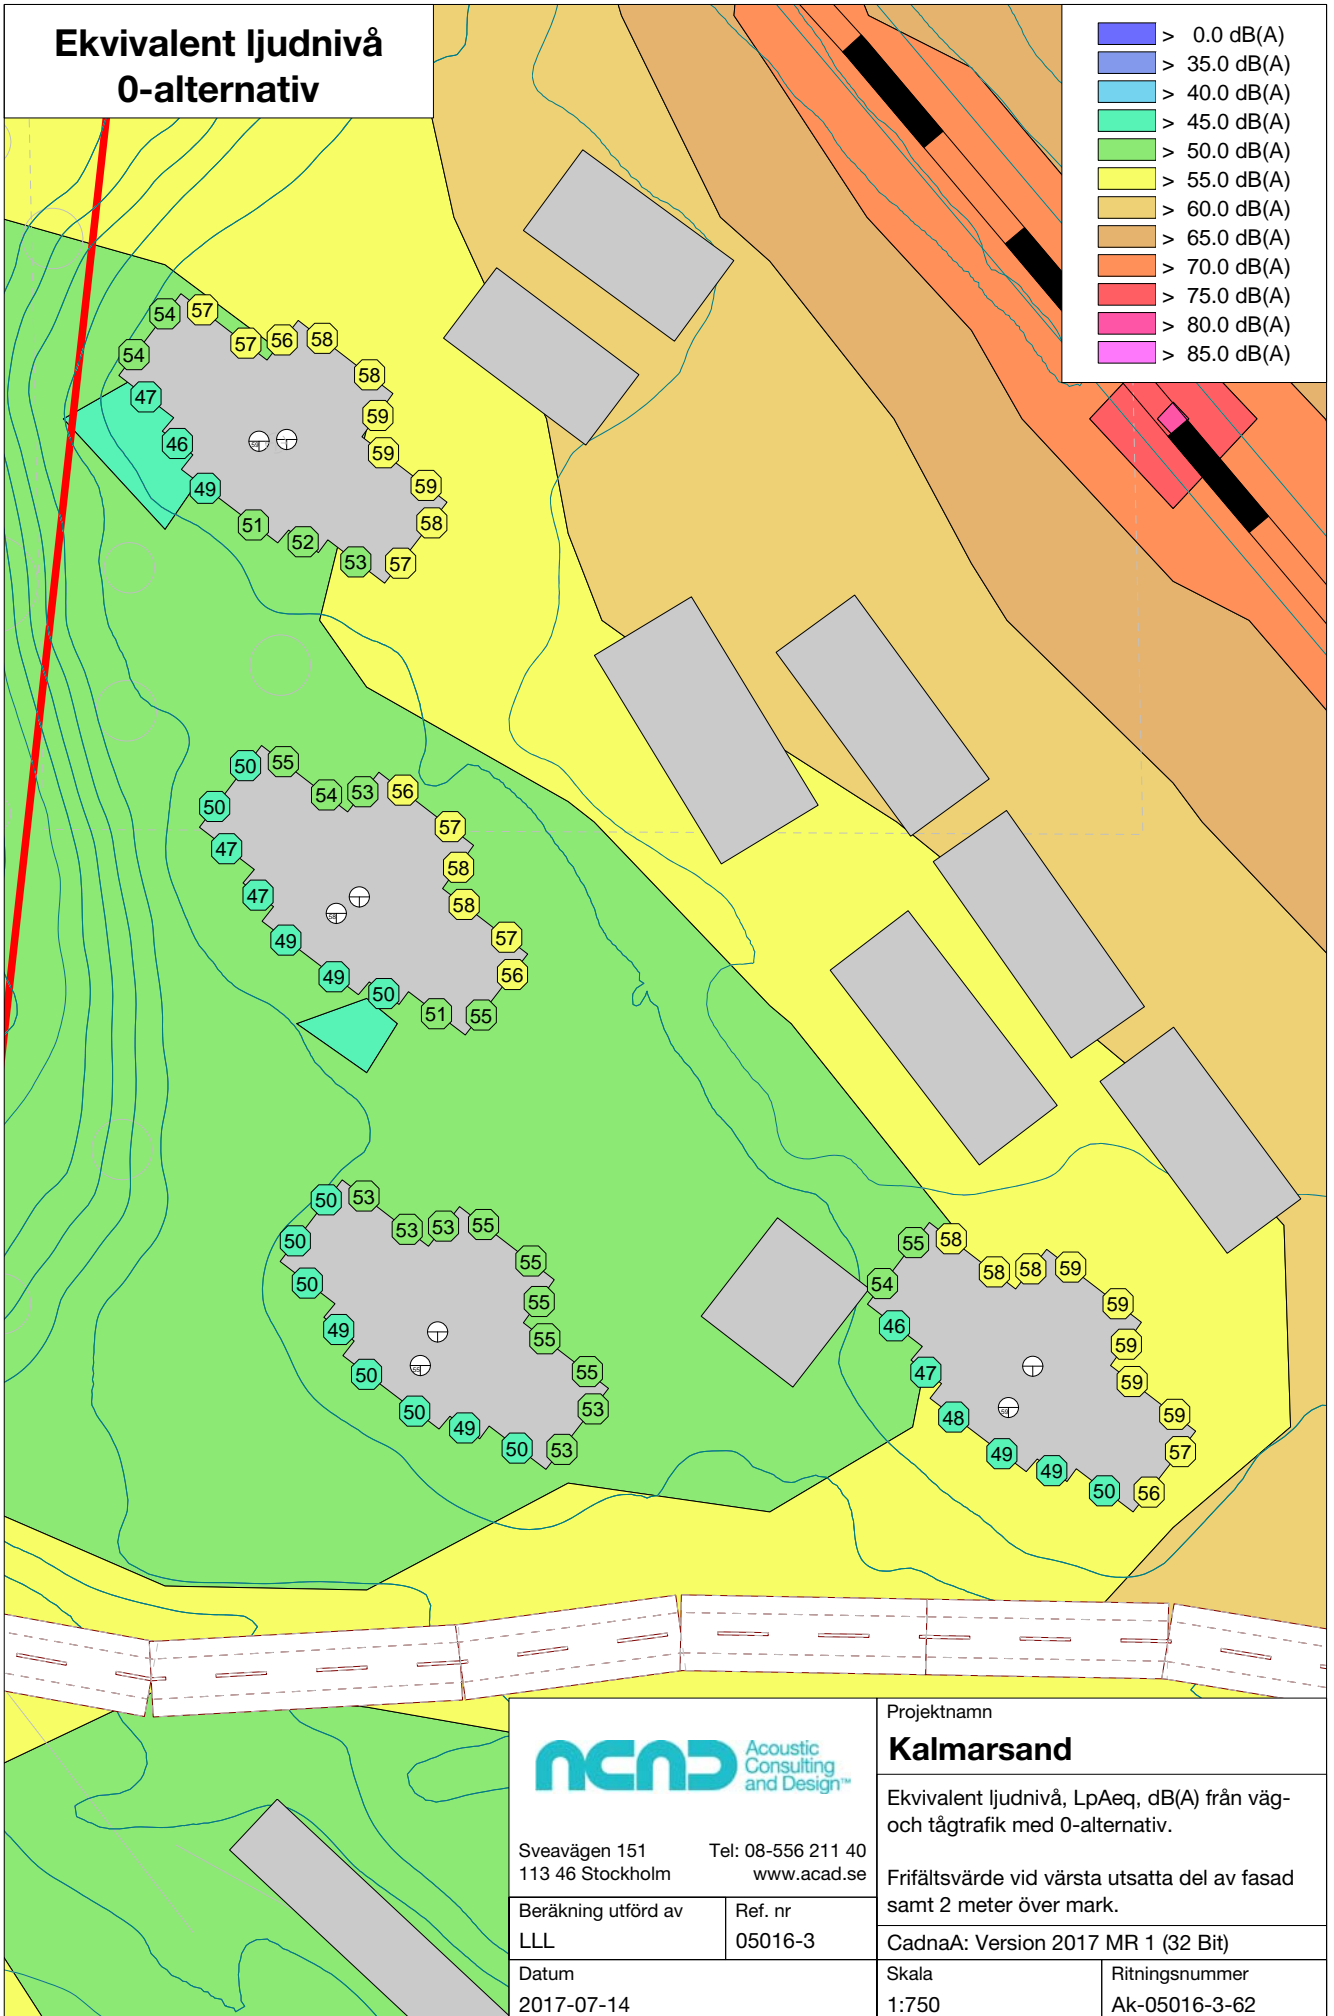 Ekvivalent ljudnivå
0-alternativ
> 0.0 dB(A)
> 35.0 dB(A)
> 40.0 dB(A)
> 45.0 dB(A)
> 50.0 dB(A)
> 55.0 dB(A)
> 60.0 dB(A)
> 65.0 dB(A)
> 70.0 dB(A)
> 75.0 dB(A)
> 80.0 dB(A)
> 85.0 dB(A)
54 57 57 56 58
54 58
47 59
46 59
49 59
51 58
52
53 57
50 55 54 53 56
50 57
47 58
47 58
49 57
49 56
50
51 55
50 53 53 53 55
50 55
50 55
49 55
50 55
50 53
49
50 53
55 58 58 58 59
54 59
46 59
47 59
48 59
49 57
49
50 56
ACAD
Acoustic
Consulting
and Design™
Sveavägen 151 Tel: 08-556 211 40
113 46 Stockholm www.acad.se
Beräkning utförd av
LLL
Ref. nr
05016-3
Datum
2017-07-14
Projektnamn
Kalmarsand
Ekvivalent ljudnivå, LpAeq, dB(A) från väg-
och tågtrafik med 0-alternativ.
Frifältsvärde vid värsta utsatta del av fasad
samt 2 meter över mark.
CadnaA: Version 2017 MR 1 (32 Bit)
Skala
1:750
Ritningsnummer
Ak-05016-3-62